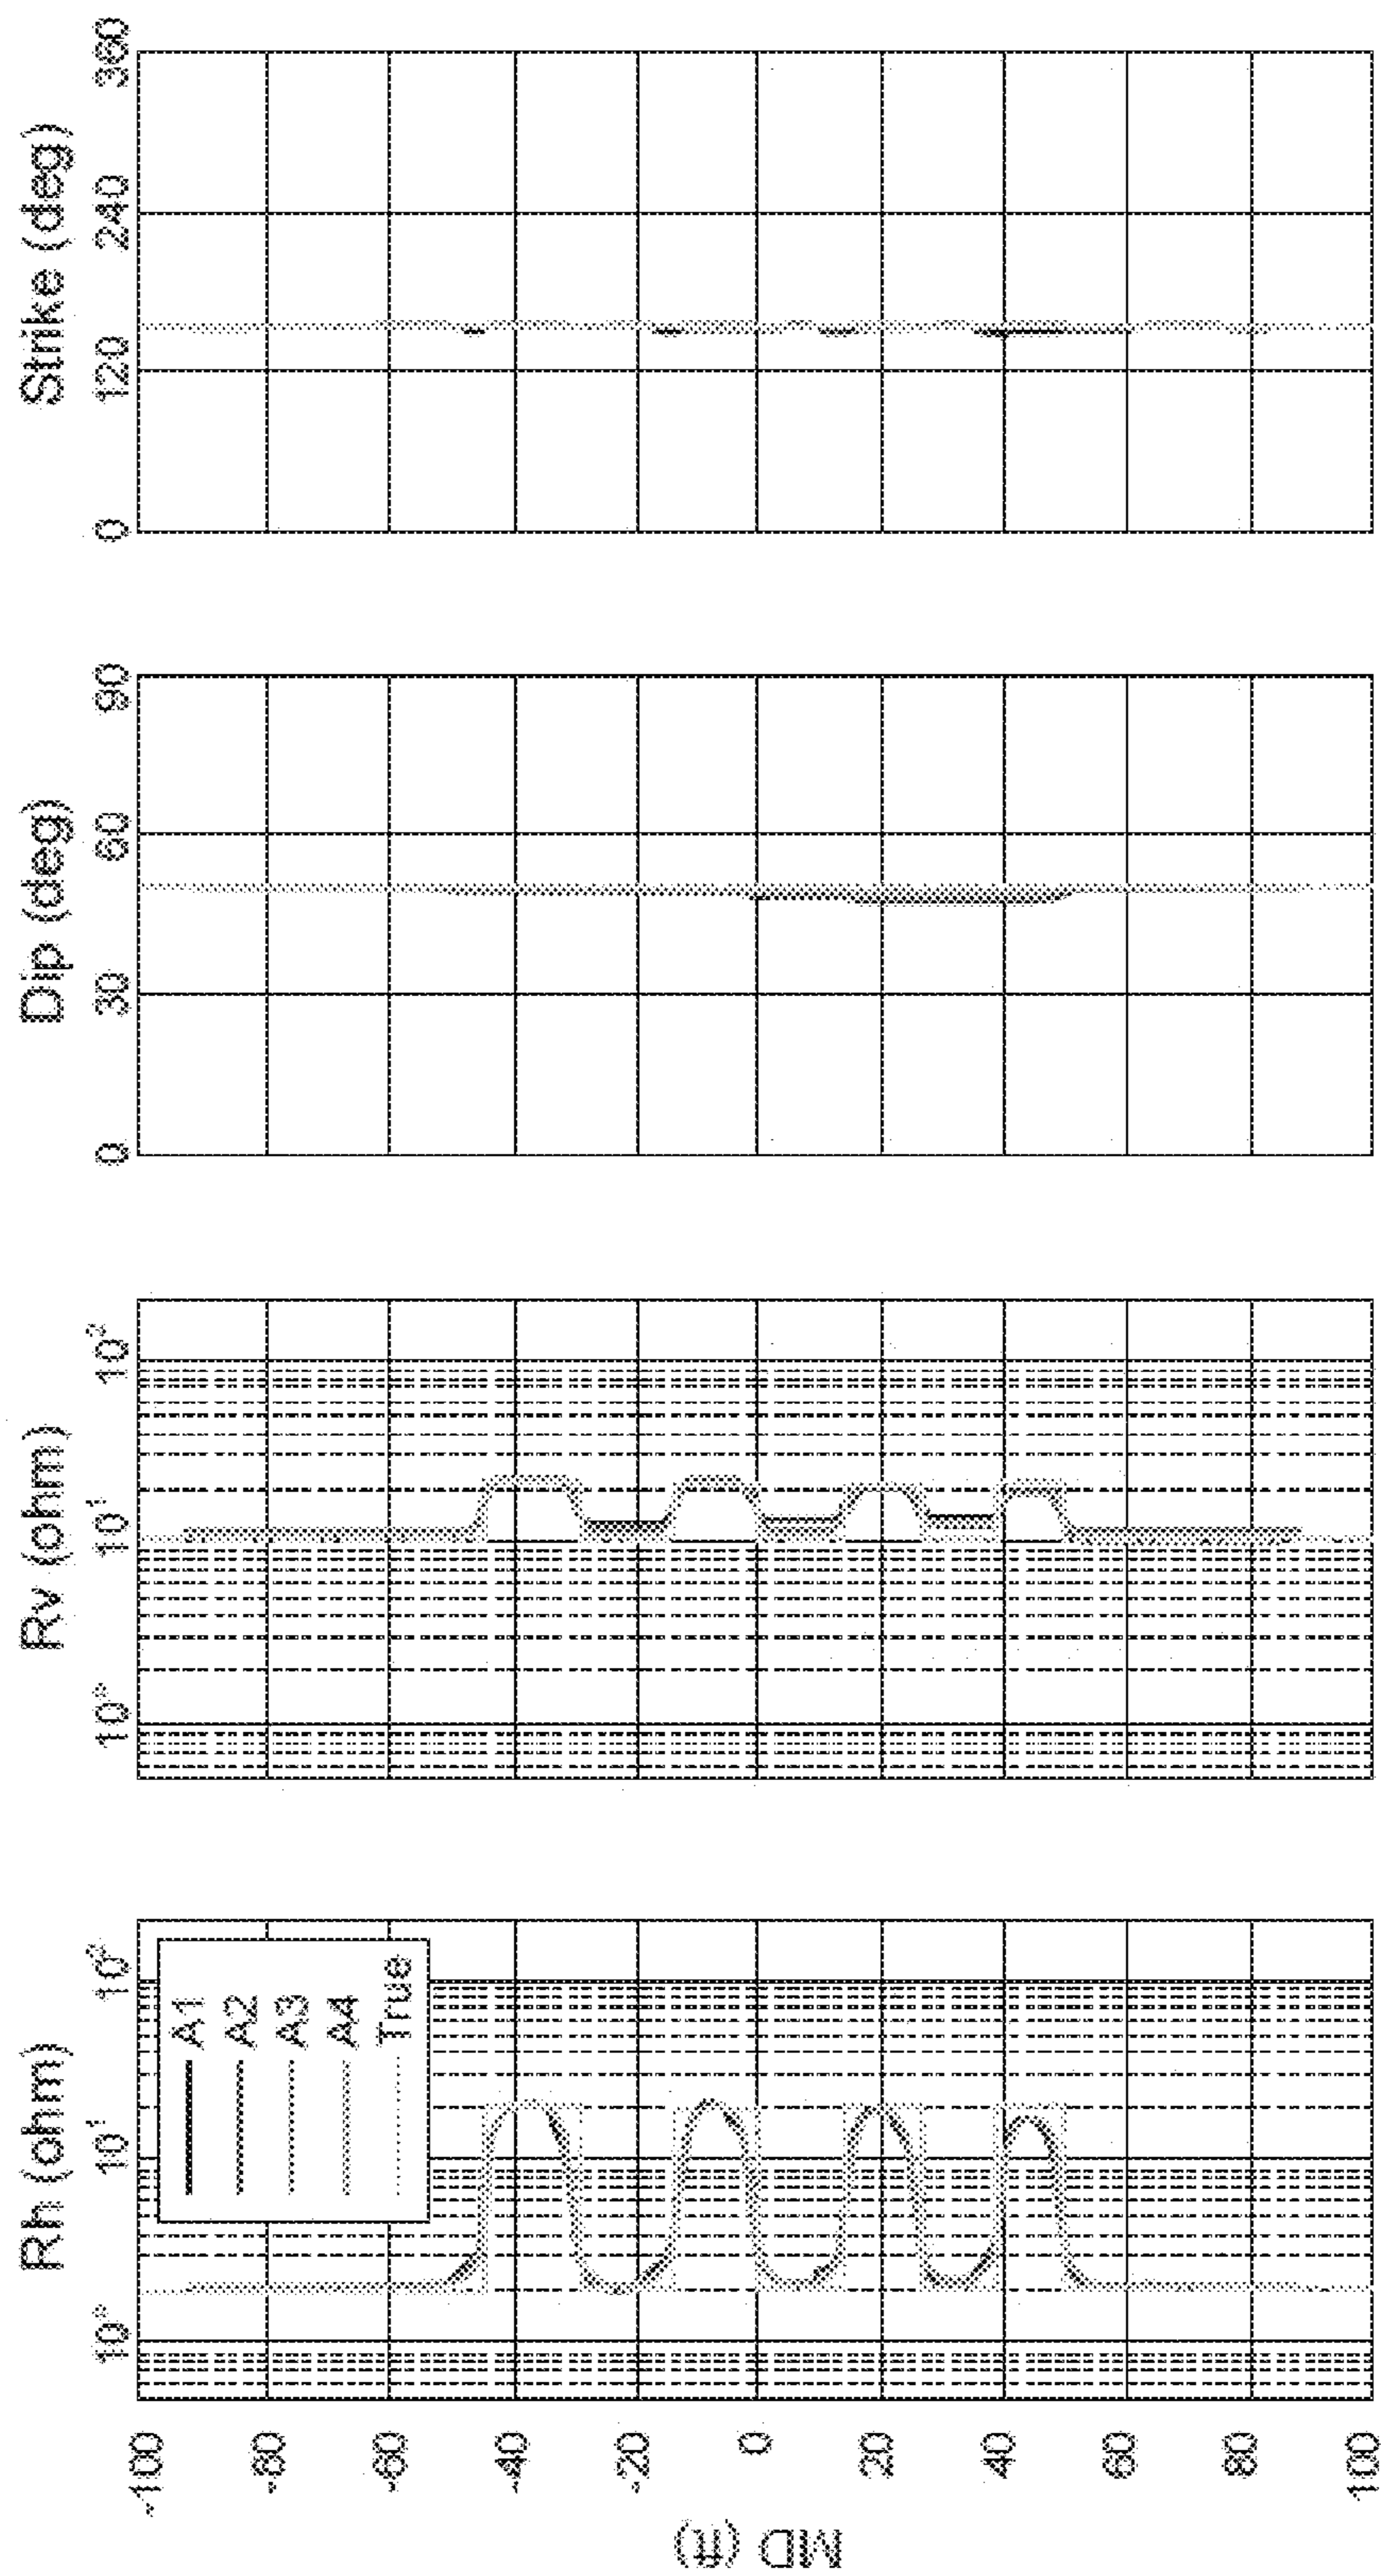 Rh (ohm)
10⁰ 10¹ 10²
A1
A2
A3
A4
True
Rv (ohm)
10⁰ 10¹ 10²
Dip (deg)
0 30 60 90
Strike (deg)
0 120 240 360
MD (ft)
-100
-80
-60
-40
-20
0
20
40
60
80
100